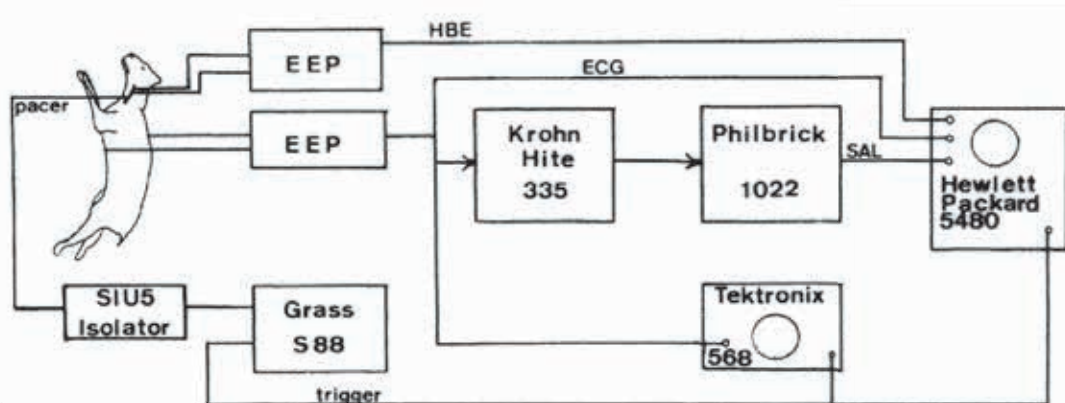 HBE
EEP
ECG
pacer
EEP
Krohn
Hite
335
Philbrick
1022
SAL
Hewlett
Packard
5480
SIU5
Isolator
Grass
S88
Tektronix
568
trigger